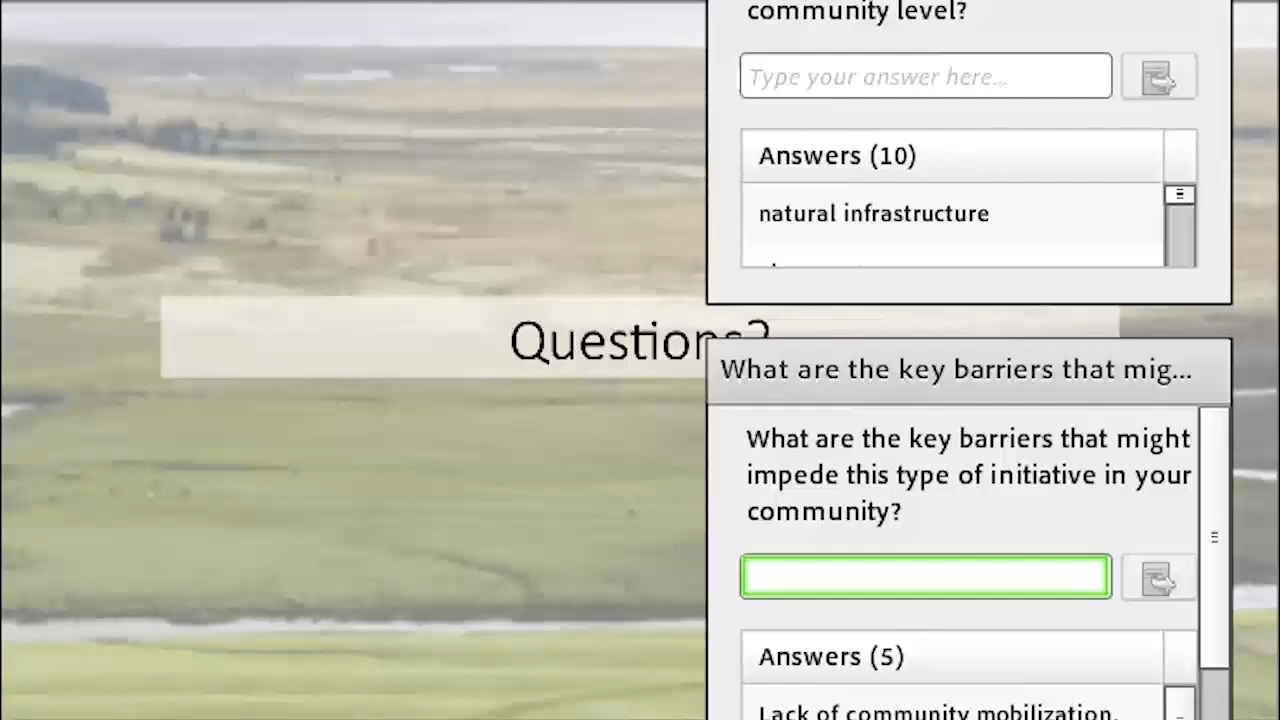 community level?
Type your answer here...
Answers (10)
natural infrastructure
Questions?
What are the key barriers that mig...
What are the key barriers that might
impede this type of initiative in your
community?
Answers (5)
Lack of community mobilization.